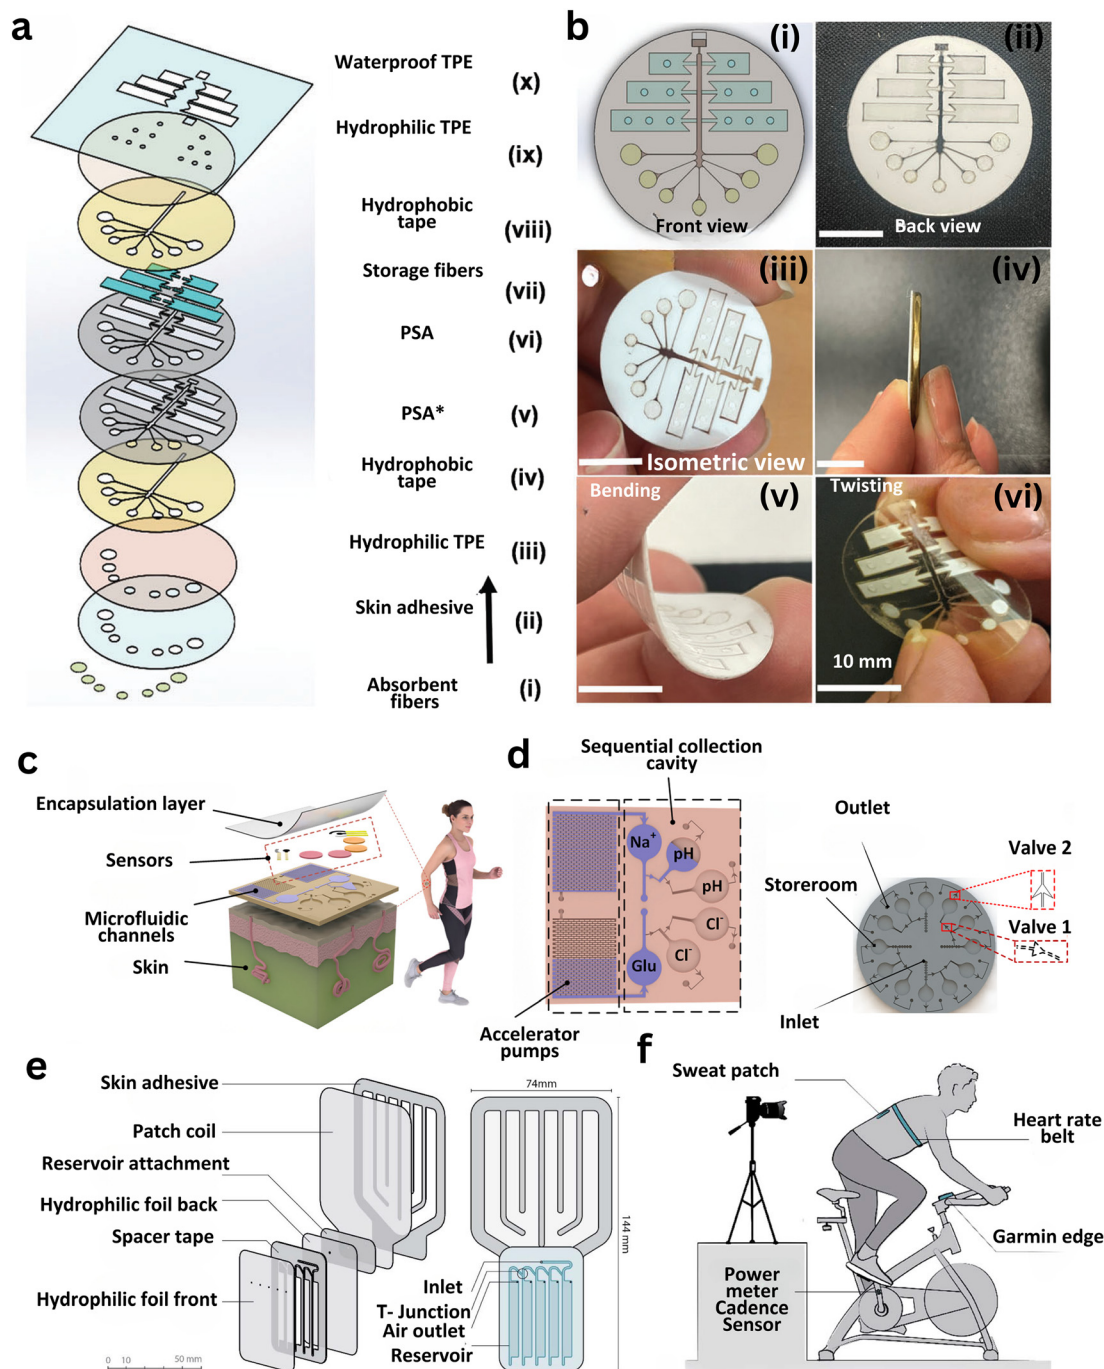 a
Waterproof TPE
(x)
Hydrophilic TPE
(ix)
Hydrophobic
tape
(viii)
Storage fibers
(vii)
PSA
(vi)
PSA*
(v)
Hydrophobic
tape
(iv)
Hydrophilic TPE
(iii)
Skin adhesive
(ii)
Absorbent
fibers
(i)
b
(i)
Front view
(ii)
Back view
(iii)
Isometric view
(iv)
Bending
(v)
Twisting
(vi)
10 mm
c
Encapsulation layer
Sensors
Microfluidic
channels
Skin
d
Sequential collection
cavity
Na+
pH
pH
Cl-
Cl-
Glu
Accelerator
pumps
Outlet
Storeroom
Inlet
Valve 2
Valve 1
e
Skin adhesive
Patch coil
Reservoir attachment
Hydrophilic foil back
Spacer tape
Hydrophilic foil front
0 10 50 mm
74mm
144 mm
Inlet
T- Junction
Air outlet
Reservoir
f
Sweat patch
Heart rate
belt
Garmin edge
Power
meter
Cadence
Sensor